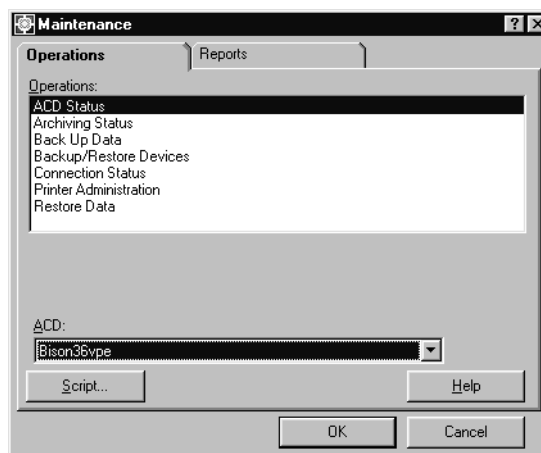 Maintenance
Operations Reports
Operations:
ACD Status
Archiving Status
Back Up Data
Backup/Restore Devices
Connection Status
Printer Administration
Restore Data
ACD:
Bison36vpe
Script... Help
OK Cancel